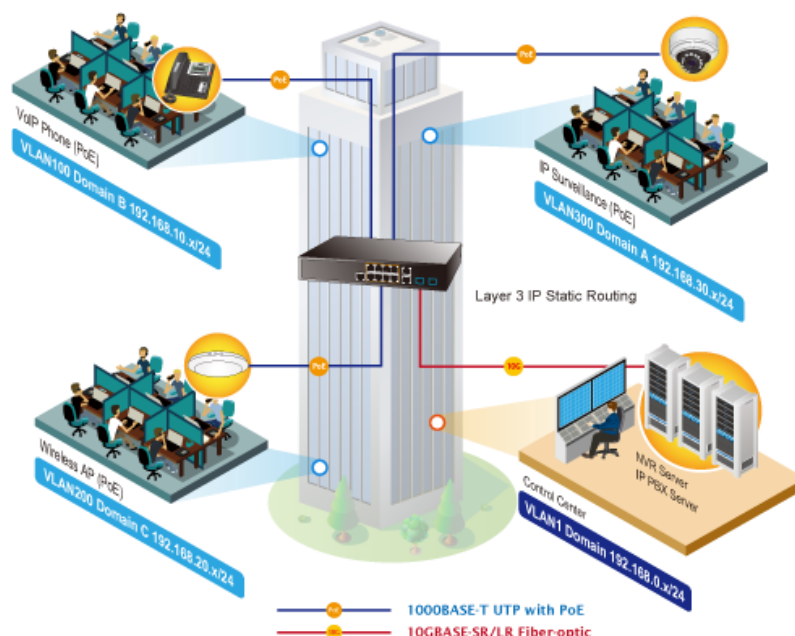 PoE
PoE
VoIP Phone (PoE)
VLAN100 Domain B 192.168.10.x/24
IP Surveillance (PoE)
VLAN300 Domain A 192.168.30.x/24
Layer 3 IP Static Routing
PoE
10G
Wireless AP (PoE)
VLAN200 Domain C 192.168.20.x/24
NVR Server
IP PBX Server
Control Center
VLAN1 Domain 192.168.0.x/24
PoE 1000BASE-T UTP with PoE
10G 10GBASE-SR/LR Fiber-optic